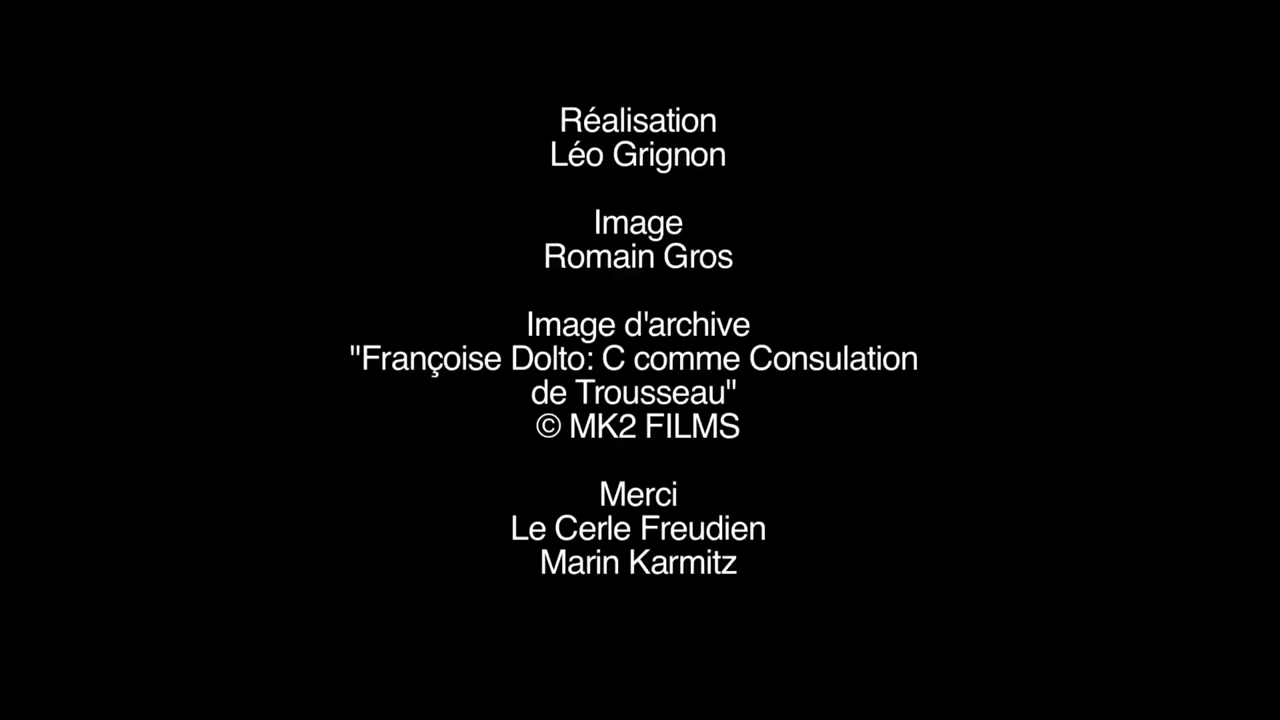 Réalisation
Léo Grignon
Image
Romain Gros
Image d'archive
"Françoise Dolto: C comme Consulation
de Trousseau"
© MK2 FILMS
Merci
Le Cerle Freudien
Marin Karmitz